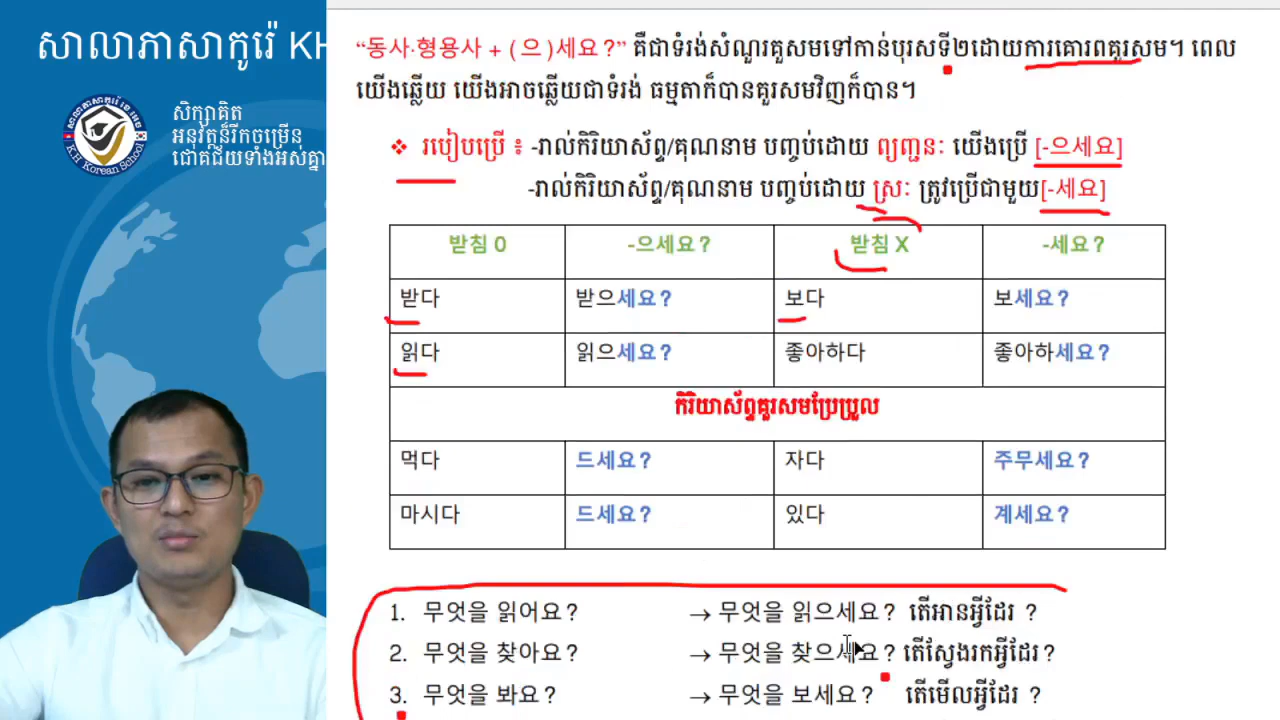 សាលាភាសាកូរ៉េ KH
សិក្សាគិត
អនុវត្តន៍រីកចម្រើន
ជោគជ័យទាំងអស់គ្នា
សាលាភាសាកូរ៉េ ខេ អេច
K-H Korean School
“동사·형용사 + (으)세요?” គឺជាទំរង់សំណួរគួសមទៅកាន់បុរសទី២ដោយការគោរពគួរសម។ ពេល
យើងឆ្លើយ យើងអាចឆ្លើយជាទំរង់ ធម្មតាក៏បានគួរសមវិញក៏បាន។
❖ របៀបប្រើ ៖ -រាល់កិរិយាស័ព្ទ/គុណនាម បញ្ចប់ដោយ ព្យញ្ជនៈ យើងប្រើ [-으세요]
-រាល់កិរិយាស័ព្ទ/គុណនាម បញ្ចប់ដោយ ស្រៈ ត្រូវប្រើជាមួយ[-세요]
받침 0 -으세요? 받침 X -세요?
받다 받으세요? 보다 보세요?
읽다 읽으세요? 좋아하다 좋아하세요?
កិរិយាស័ព្ទគួរសមប្រែប្រួល
먹다 드세요? 자다 주무세요?
마시다 드세요? 있다 계세요?
1. 무엇을 읽어요? → 무엇을 읽으세요? តើអានអ្វីដែរ ?
2. 무엇을 찾아요? → 무엇을 찾으세요? តើស្វែងរកអ្វីដែរ?
3. 무엇을 봐요? → 무엇을 보세요? តើមើលអ្វីដែរ ?